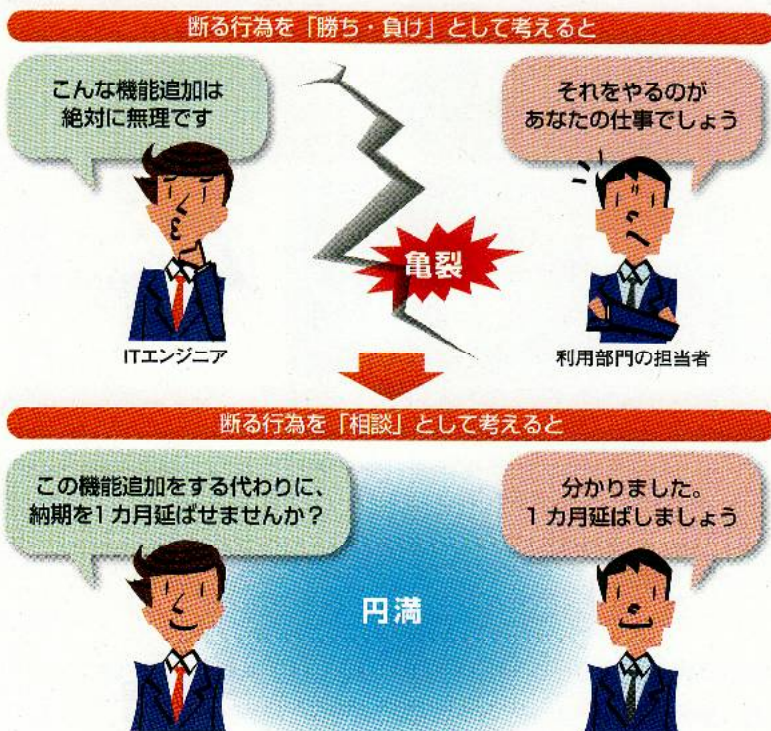 断る行為を「勝ち・負け」として考えると
こんな機能追加は
絶対に無理です
それをやるのが
あなたの仕事でしょう
亀裂
ITエンジニア
利用部門の担当者
断る行為を「相談」として考えると
この機能追加をする代わりに、
納期を1カ月延ばせませんか？
分かりました。
1カ月延ばしましょう
円満